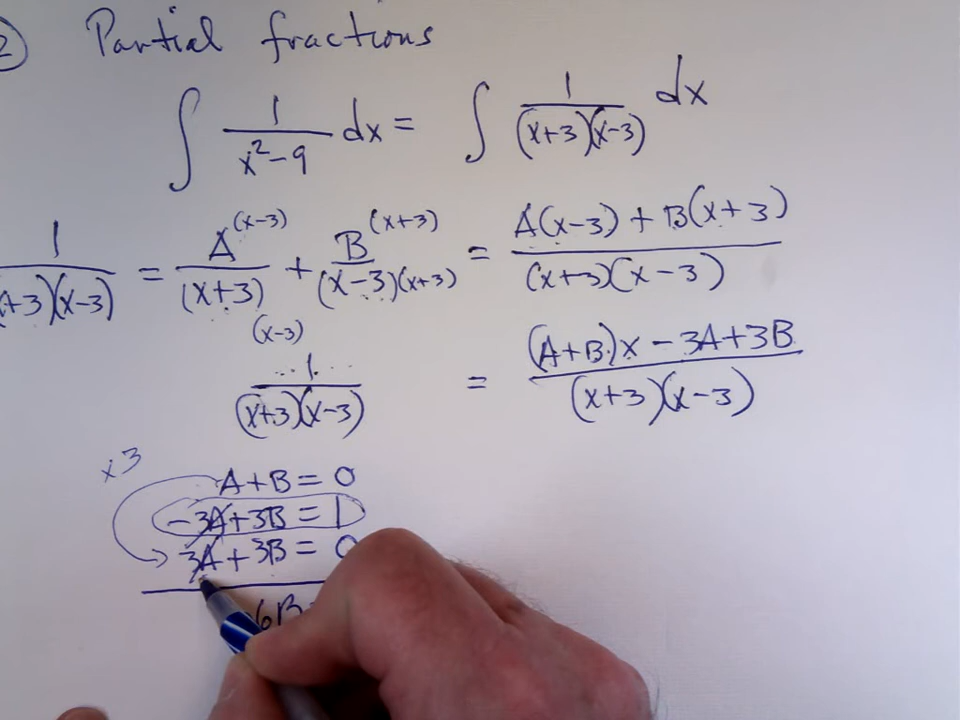 2) Partial fractions
∫ 1/(x²-9) dx = ∫ 1/((x+3)(x-3)) dx
1/((x+3)(x-3)) = A(x-3)/((x+3)(x-3)) + B(x+3)/((x-3)(x+3)) = (A(x-3) + B(x+3))/((x+3)(x-3))
1/((x+3)(x-3)) = ((A+B)x - 3A+3B)/((x+3)(x-3))
x3
A+B = 0
-3A+3B = 1
3A+3B = 0
6B =